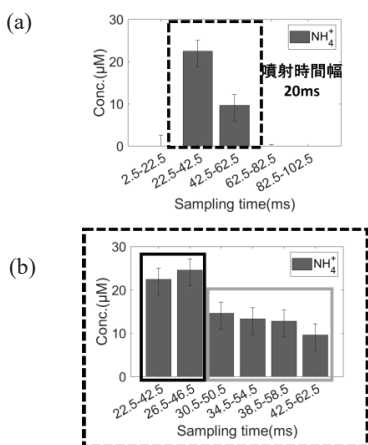 (a)
30
20
10
0
Conc.(μM)
NH₄⁺
噴射時間幅
20ms
2.5-22.5
22.5-42.5
42.5-62.5
62.5-82.5
82.5-102.5
Sampling time(ms)
(b)
30
20
10
0
Conc.(μM)
NH₄⁺
22.5-42.5
26.5-46.5
30.5-50.5
34.5-54.5
38.5-58.5
42.5-62.5
Sampling time(ms)